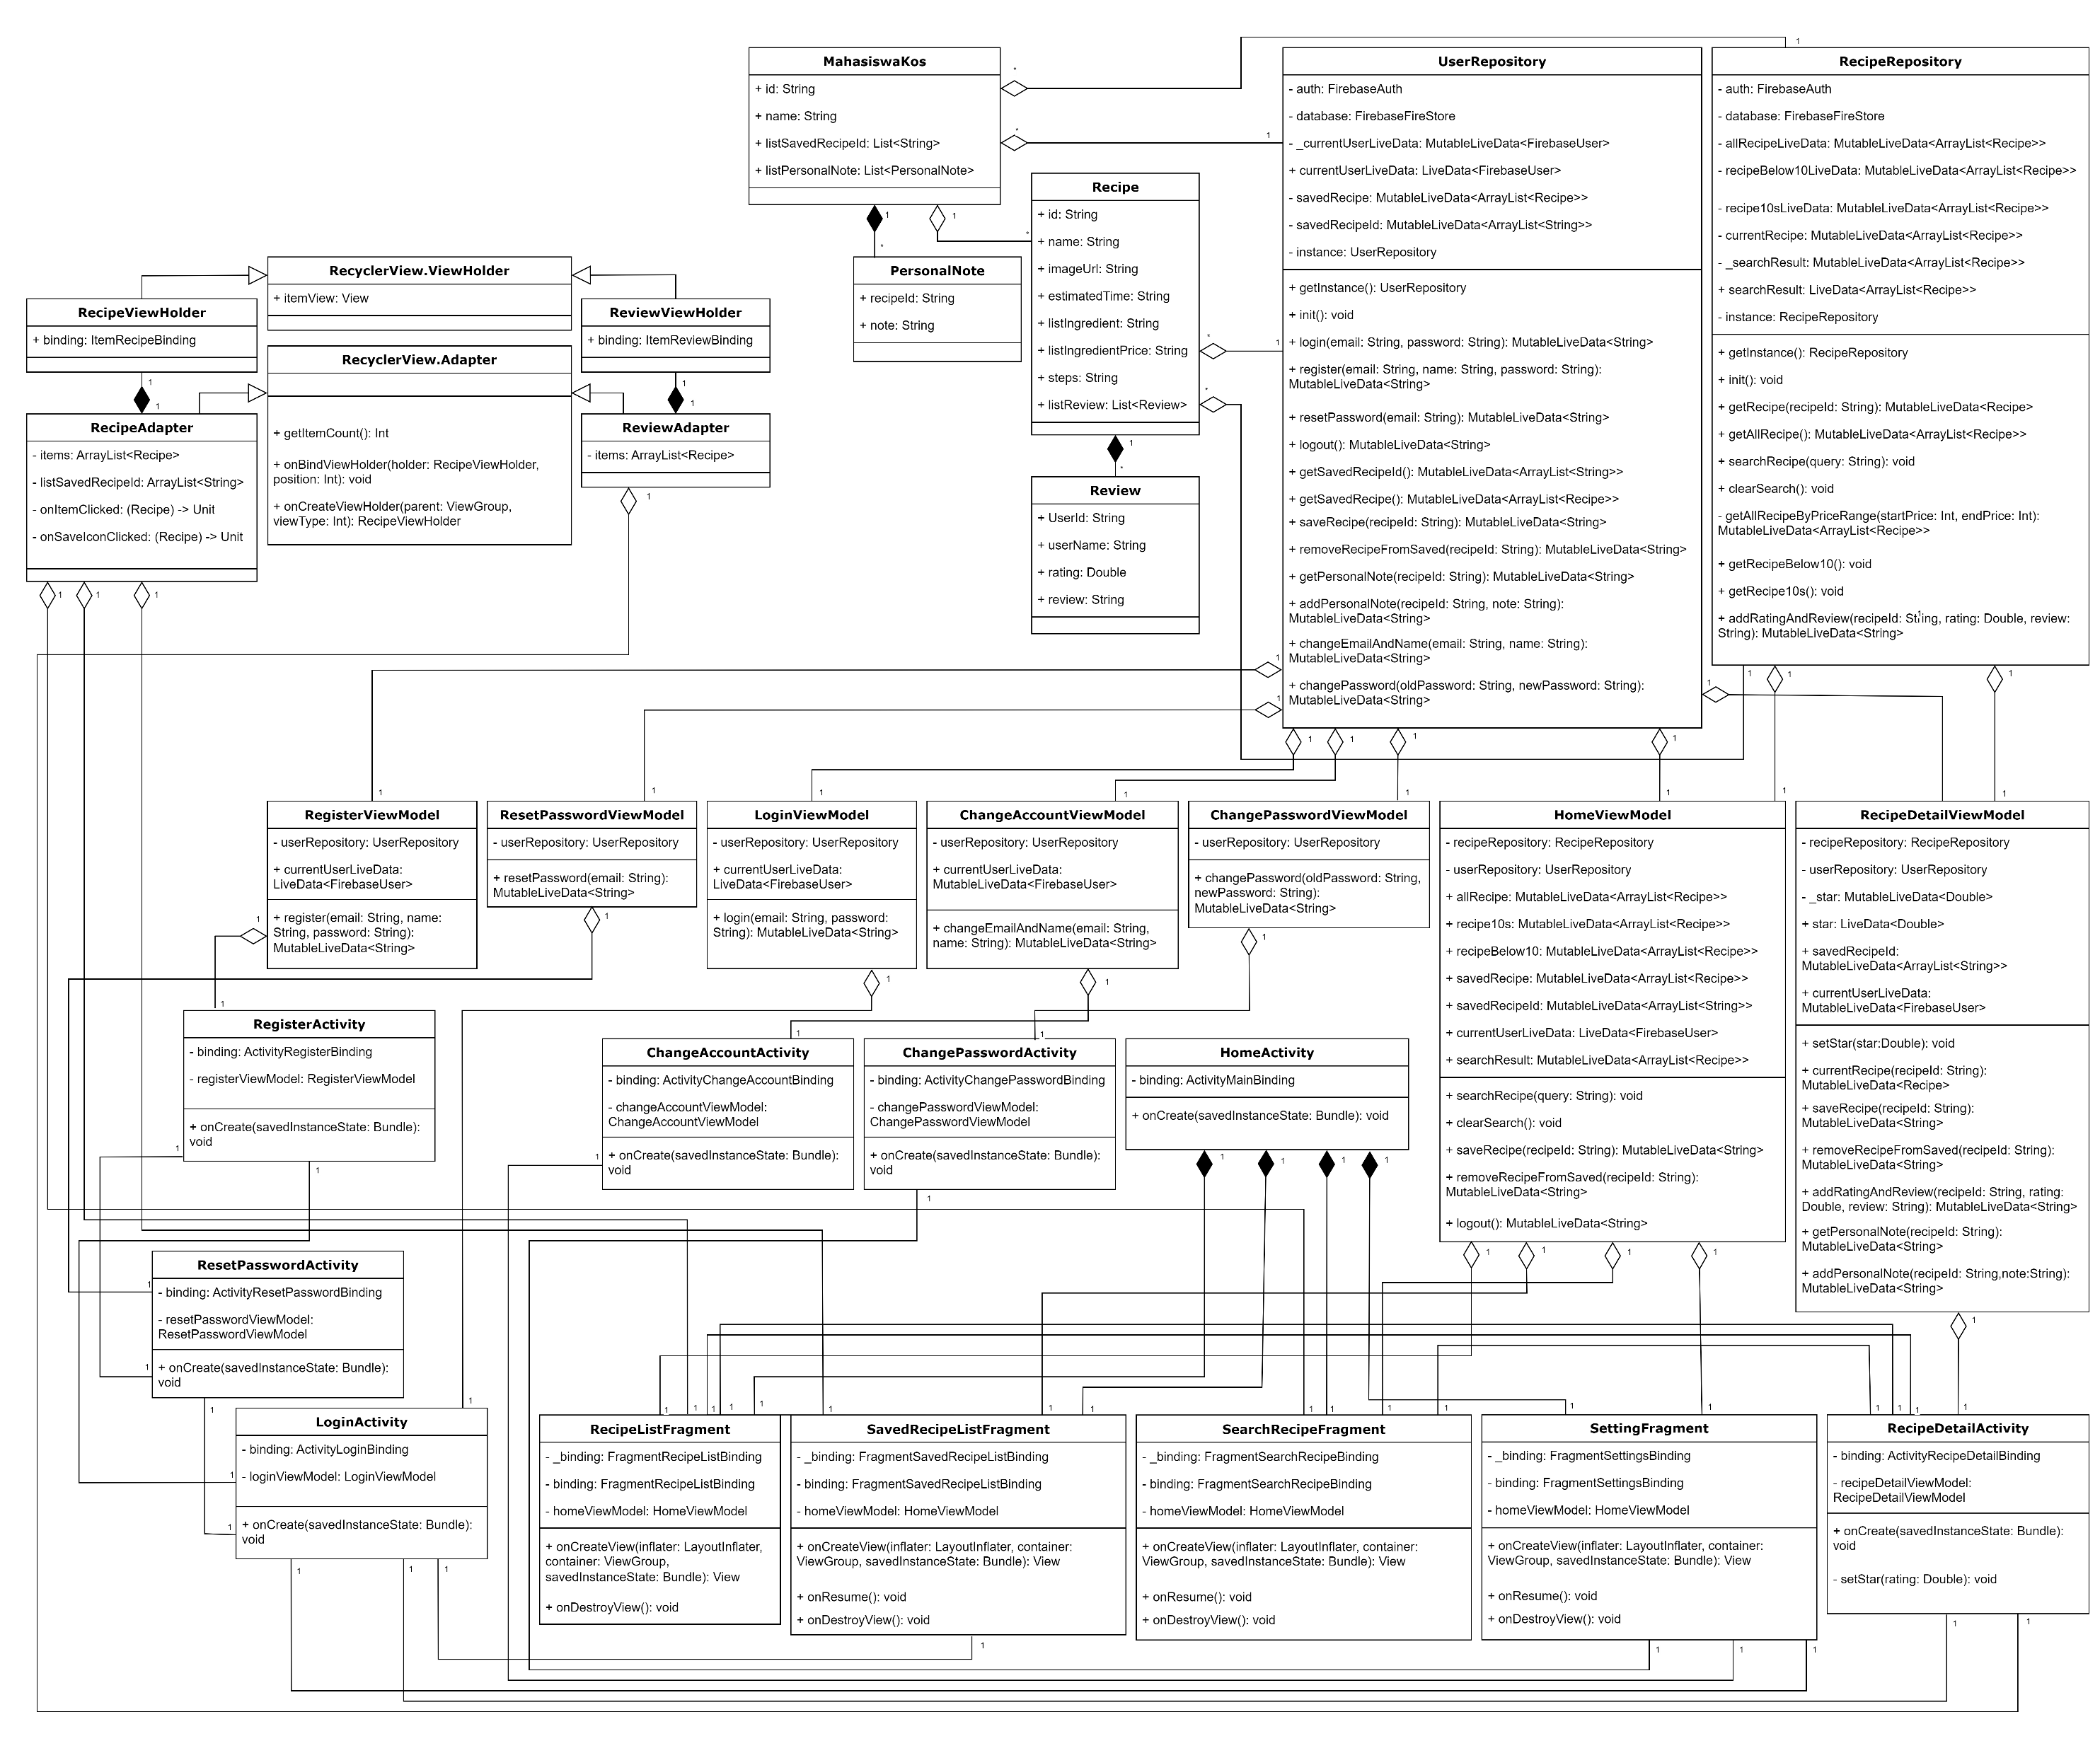 MahasiswaKos
+ id: String
+ name: String
+ listSavedRecipeId: List<String>
+ listPersonalNote: List<PersonalNote>
UserRepository
- auth: FirebaseAuth
- database: FirebaseFireStore
- _currentUserLiveData: MutableLiveData<FirebaseUser>
+ currentUserLiveData: LiveData<FirebaseUser>
- savedRecipe: MutableLiveData<ArrayList<Recipe>>
- savedRecipeId: MutableLiveData<ArrayList<String>>
- instance: UserRepository
+ getInstance(): UserRepository
+ init(): void
+ login(email: String, password: String): MutableLiveData<String>
+ register(email: String, name: String, password: String):
MutableLiveData<String>
+ resetPassword(email: String): MutableLiveData<String>
+ logout(): MutableLiveData<String>
+ getSavedRecipeId(): MutableLiveData<ArrayList<String>>
+ getSavedRecipe(): MutableLiveData<ArrayList<Recipe>>
+ saveRecipe(recipeId: String): MutableLiveData<String>
+ removeRecipeFromSaved(recipeId: String): MutableLiveData<String>
+ getPersonalNote(recipeId: String): MutableLiveData<String>
+ addPersonalNote(recipeId: String, note: String):
MutableLiveData<String>
+ changeEmailAndName(email: String, name: String):
MutableLiveData<String>
+ changePassword(oldPassword: String, newPassword: String):
MutableLiveData<String>
RecipeRepository
- auth: FirebaseAuth
- database: FirebaseFireStore
- allRecipeLiveData: MutableLiveData<ArrayList<Recipe>>
- recipeBelow10LiveData: MutableLiveData<ArrayList<Recipe>>
- recipe10sLiveData: MutableLiveData<ArrayList<Recipe>>
- currentRecipe: MutableLiveData<ArrayList<Recipe>>
- _searchResult: MutableLiveData<ArrayList<Recipe>>
+ searchResult: LiveData<ArrayList<Recipe>>
- instance: RecipeRepository
+ getInstance(): RecipeRepository
+ init(): void
+ getRecipe(recipeId: String): MutableLiveData<Recipe>
+ getAllRecipe(): MutableLiveData<ArrayList<Recipe>>
+ searchRecipe(query: String): void
+ clearSearch(): void
- getAllRecipeByPriceRange(startPrice: Int, endPrice: Int):
MutableLiveData<ArrayList<Recipe>>
+ getRecipeBelow10(): void
+ getRecipe10s(): void
+ addRatingAndReview(recipeId: String, rating: Double, review:
String): MutableLiveData<String>
Recipe
+ id: String
+ name: String
+ imageUrl: String
+ estimatedTime: String
+ listIngredient: String
+ listIngredientPrice: String
+ steps: String
+ listReview: List<Review>
PersonalNote
+ recipeId: String
+ note: String
Review
+ UserId: String
+ userName: String
+ rating: Double
+ review: String
RecyclerView.ViewHolder
+ itemView: View
RecipeViewHolder
+ binding: ItemRecipeBinding
ReviewViewHolder
+ binding: ItemReviewBinding
RecyclerView.Adapter
+ getItemCount(): Int
+ onBindViewHolder(holder: RecipeViewHolder,
position: Int): void
+ onCreateViewHolder(parent: ViewGroup,
viewType: Int): RecipeViewHolder
RecipeAdapter
- items: ArrayList<Recipe>
- listSavedRecipeId: ArrayList<String>
- onItemClicked: (Recipe) -> Unit
- onSaveIconClicked: (Recipe) -> Unit
ReviewAdapter
- items: ArrayList<Recipe>
RegisterViewModel
- userRepository: UserRepository
+ currentUserLiveData:
LiveData<FirebaseUser>
+ register(email: String, name:
String, password: String):
MutableLiveData<String>
ResetPasswordViewModel
- userRepository: UserRepository
+ resetPassword(email: String):
MutableLiveData<String>
LoginViewModel
- userRepository: UserRepository
+ currentUserLiveData:
LiveData<FirebaseUser>
+ login(email: String, password:
String): MutableLiveData<String>
ChangeAccountViewModel
- userRepository: UserRepository
+ currentUserLiveData:
MutableLiveData<FirebaseUser>
+ changeEmailAndName(email: String,
name: String): MutableLiveData<String>
ChangePasswordViewModel
- userRepository: UserRepository
+ changePassword(oldPassword: String,
newPassword: String):
MutableLiveData<String>
HomeViewModel
- recipeRepository: RecipeRepository
- userRepository: UserRepository
+ allRecipe: MutableLiveData<ArrayList<Recipe>>
+ recipe10s: MutableLiveData<ArrayList<Recipe>>
+ recipeBelow10: MutableLiveData<ArrayList<Recipe>>
+ savedRecipe: MutableLiveData<ArrayList<Recipe>>
+ savedRecipeId: MutableLiveData<ArrayList<String>>
+ currentUserLiveData: LiveData<FirebaseUser>
+ searchResult: MutableLiveData<ArrayList<Recipe>>
+ searchRecipe(query: String): void
+ clearSearch(): void
+ saveRecipe(recipeId: String): MutableLiveData<String>
+ removeRecipeFromSaved(recipeId: String):
MutableLiveData<String>
+ logout(): MutableLiveData<String>
RecipeDetailViewModel
- recipeRepository: RecipeRepository
- userRepository: UserRepository
- _star: MutableLiveData<Double>
+ star: LiveData<Double>
+ savedRecipeId:
MutableLiveData<ArrayList<String>>
+ currentUserLiveData:
MutableLiveData<FirebaseUser>
+ setStar(star:Double): void
+ currentRecipe(recipeId: String):
MutableLiveData<Recipe>
+ saveRecipe(recipeId: String):
MutableLiveData<String>
+ removeRecipeFromSaved(recipeId: String):
MutableLiveData<String>
+ addRatingAndReview(recipeId: String, rating:
Double, review: String): MutableLiveData<String>
+ getPersonalNote(recipeId: String):
MutableLiveData<String>
+ addPersonalNote(recipeId: String,note:String):
MutableLiveData<String>
RegisterActivity
- binding: ActivityRegisterBinding
- registerViewModel: RegisterViewModel
+ onCreate(savedInstanceState: Bundle):
void
ChangeAccountActivity
- binding: ActivityChangeAccountBinding
- changeAccountViewModel:
ChangeAccountViewModel
+ onCreate(savedInstanceState: Bundle):
void
ChangePasswordActivity
- binding: ActivityChangePasswordBinding
- changePasswordViewModel:
ChangePasswordViewModel
+ onCreate(savedInstanceState: Bundle):
void
HomeActivity
- binding: ActivityMainBinding
+ onCreate(savedInstanceState: Bundle): void
ResetPasswordActivity
- binding: ActivityResetPasswordBinding
- resetPasswordViewModel:
ResetPasswordViewModel
+ onCreate(savedInstanceState: Bundle):
void
LoginActivity
- binding: ActivityLoginBinding
- loginViewModel: LoginViewModel
+ onCreate(savedInstanceState: Bundle):
void
RecipeListFragment
- _binding: FragmentRecipeListBinding
- binding: FragmentRecipeListBinding
- homeViewModel: HomeViewModel
+ onCreateView(inflater: LayoutInflater,
container: ViewGroup,
savedInstanceState: Bundle): View
+ onDestroyView(): void
SavedRecipeListFragment
- _binding: FragmentSavedRecipeListBinding
- binding: FragmentSavedRecipeListBinding
- homeViewModel: HomeViewModel
+ onCreateView(inflater: LayoutInflater, container:
ViewGroup, savedInstanceState: Bundle): View
+ onResume(): void
+ onDestroyView(): void
SearchRecipeFragment
- _binding: FragmentSearchRecipeBinding
- binding: FragmentSearchRecipeBinding
- homeViewModel: HomeViewModel
+ onCreateView(inflater: LayoutInflater, container:
ViewGroup, savedInstanceState: Bundle): View
+ onResume(): void
+ onDestroyView(): void
SettingFragment
- _binding: FragmentSettingsBinding
- binding: FragmentSettingsBinding
- homeViewModel: HomeViewModel
+ onCreateView(inflater: LayoutInflater, container:
ViewGroup, savedInstanceState: Bundle): View
+ onResume(): void
+ onDestroyView(): void
RecipeDetailActivity
- binding: ActivityRecipeDetailBinding
- recipeDetailViewModel:
RecipeDetailViewModel
+ onCreate(savedInstanceState: Bundle):
void
- setStar(rating: Double): void